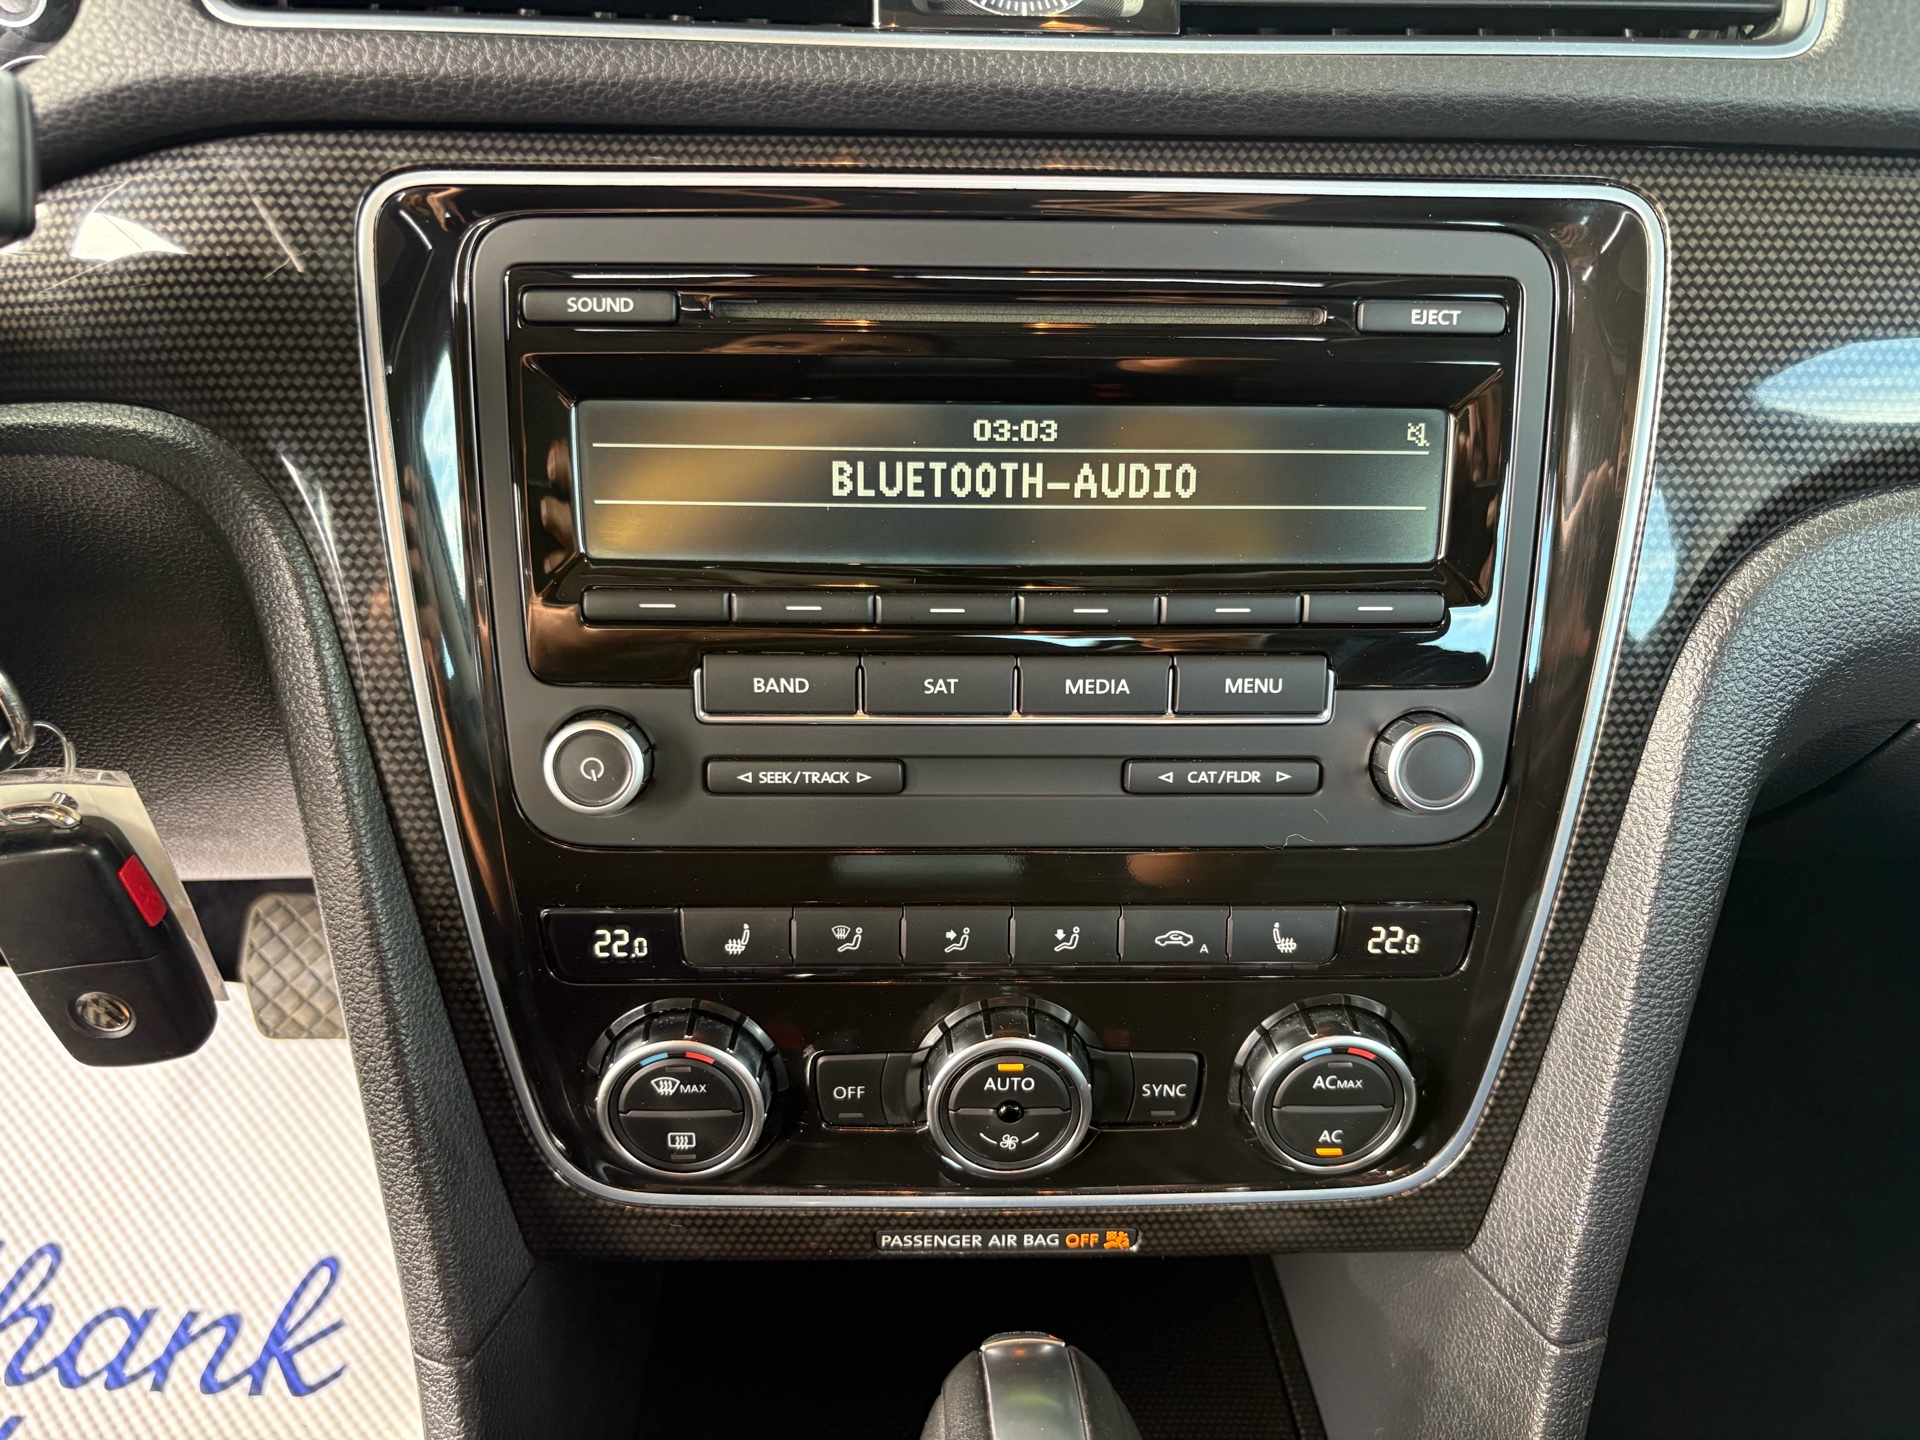 SOUND
EJECT
03:03
BLUETOOTH-AUDIO
BAND SAT MEDIA MENU
SEEK/TRACK CAT/FLDR
22.0 A 22.0
MAX OFF AUTO SYNC ACMAX
AC
PASSENGER AIR BAG OFF
hank